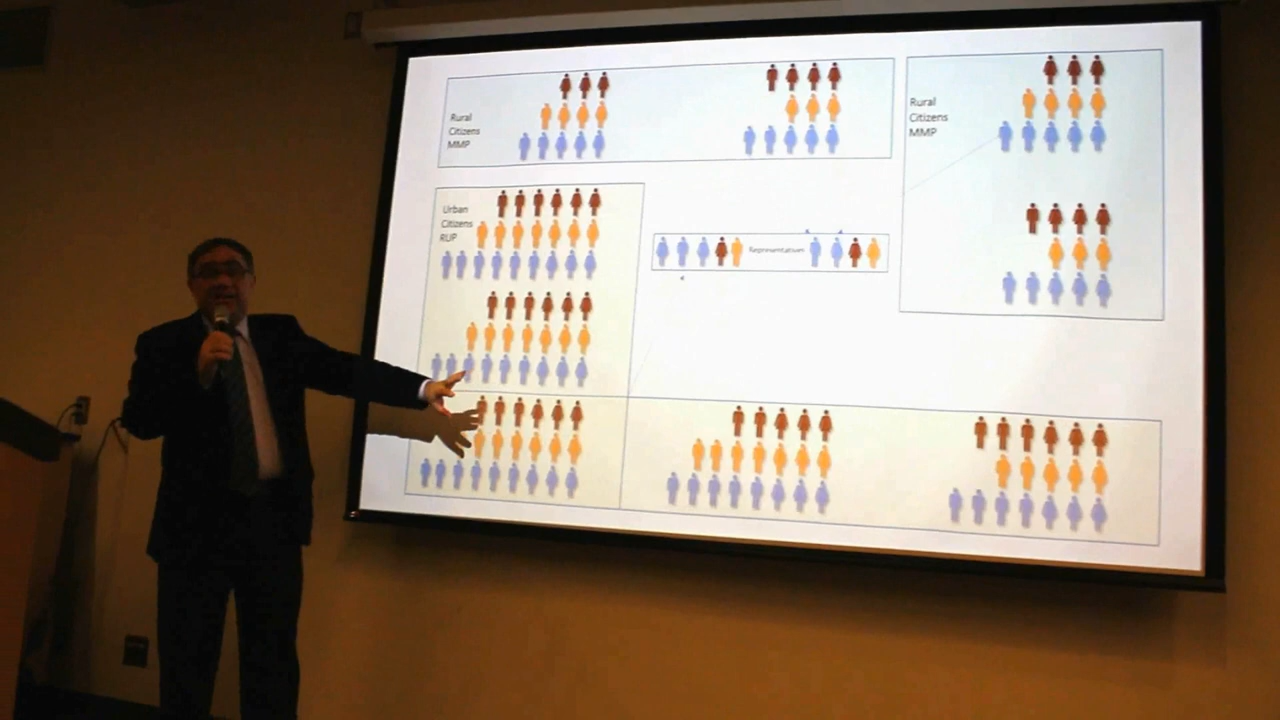 Rural
Citizens
MMP
Rural
Citizens
MMP
Urban
Citizens
RUP
Representatives